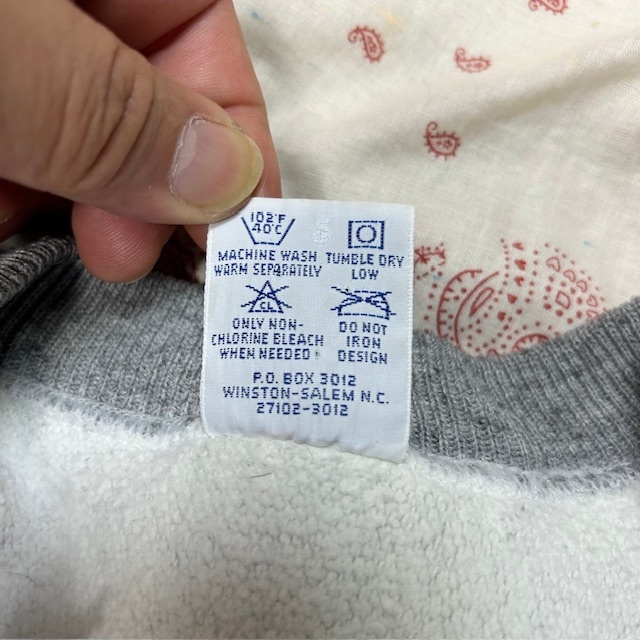 102°F
40°C
MACHINE WASH
WARM SEPARATELY
TUMBLE DRY
LOW
CL
ONLY NON-
CHLORINE BLEACH
WHEN NEEDED
DO NOT
IRON
DESIGN
P.O. BOX 3012
WINSTON-SALEM N.C.
27102-3012